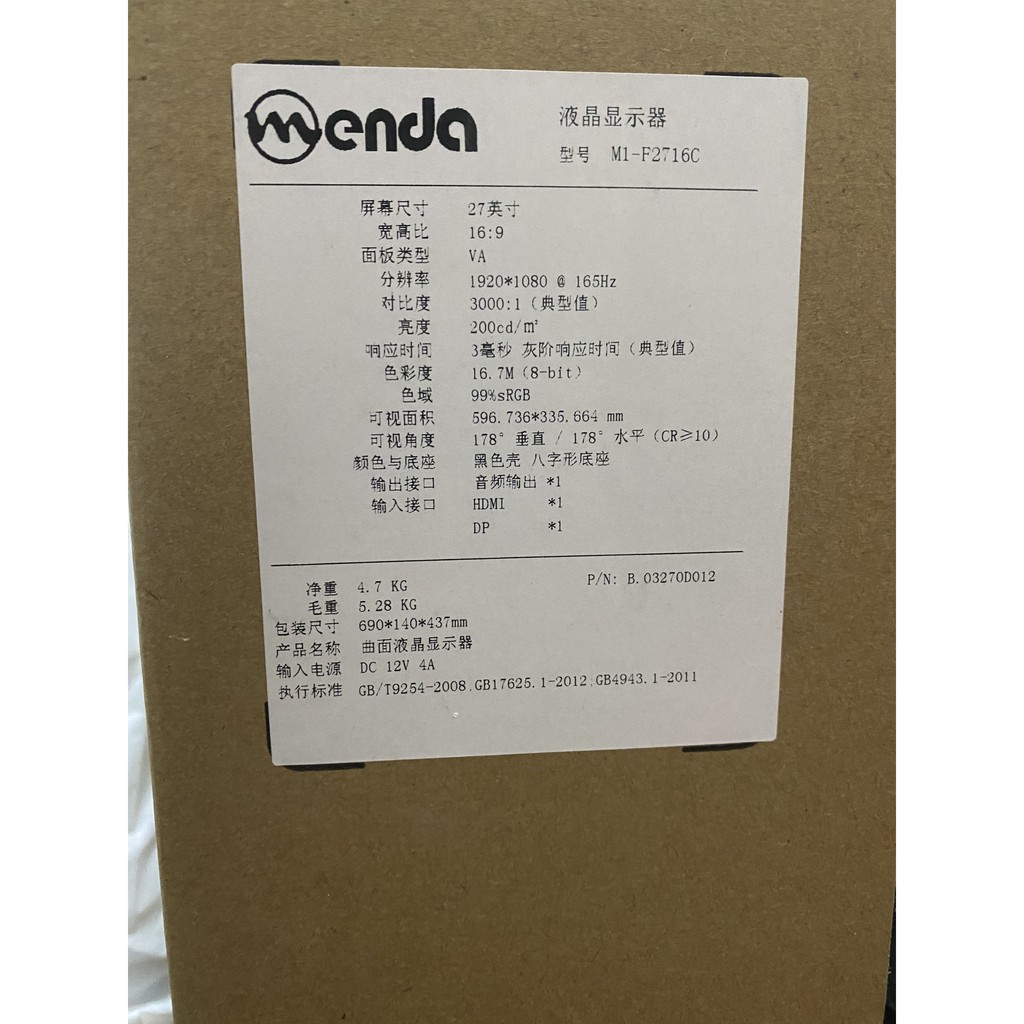 menda
液晶显示器
型号 M1-F2716C
屏幕尺寸 27英寸
宽高比 16:9
面板类型 VA
分辨率 1920*1080 @ 165Hz
对比度 3000:1（典型值）
亮度 200cd/㎡
响应时间 3毫秒 灰阶响应时间（典型值）
色彩度 16.7M（8-bit）
色域 99%sRGB
可视面积 596.736*335.664 mm
可视角度 178° 垂直 / 178° 水平（CR≥10）
颜色与底座 黑色壳 八字形底座
输出接口 音频输出 *1
输入接口 HDMI *1
DP *1
P/N: B.03270D012
净重 4.7 KG
毛重 5.28 KG
包装尺寸 690*140*437mm
产品名称 曲面液晶显示器
输入电源 DC 12V 4A
执行标准 GB/T9254-2008.GB17625.1-2012.GB4943.1-2011